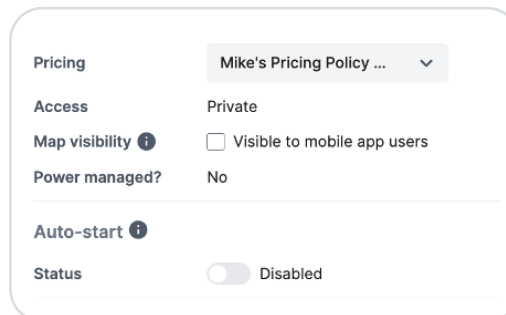 Pricing Mike's Pricing Policy ...
Access Private
Map visibility Visible to mobile app users
Power managed? No
Auto-start
Status Disabled